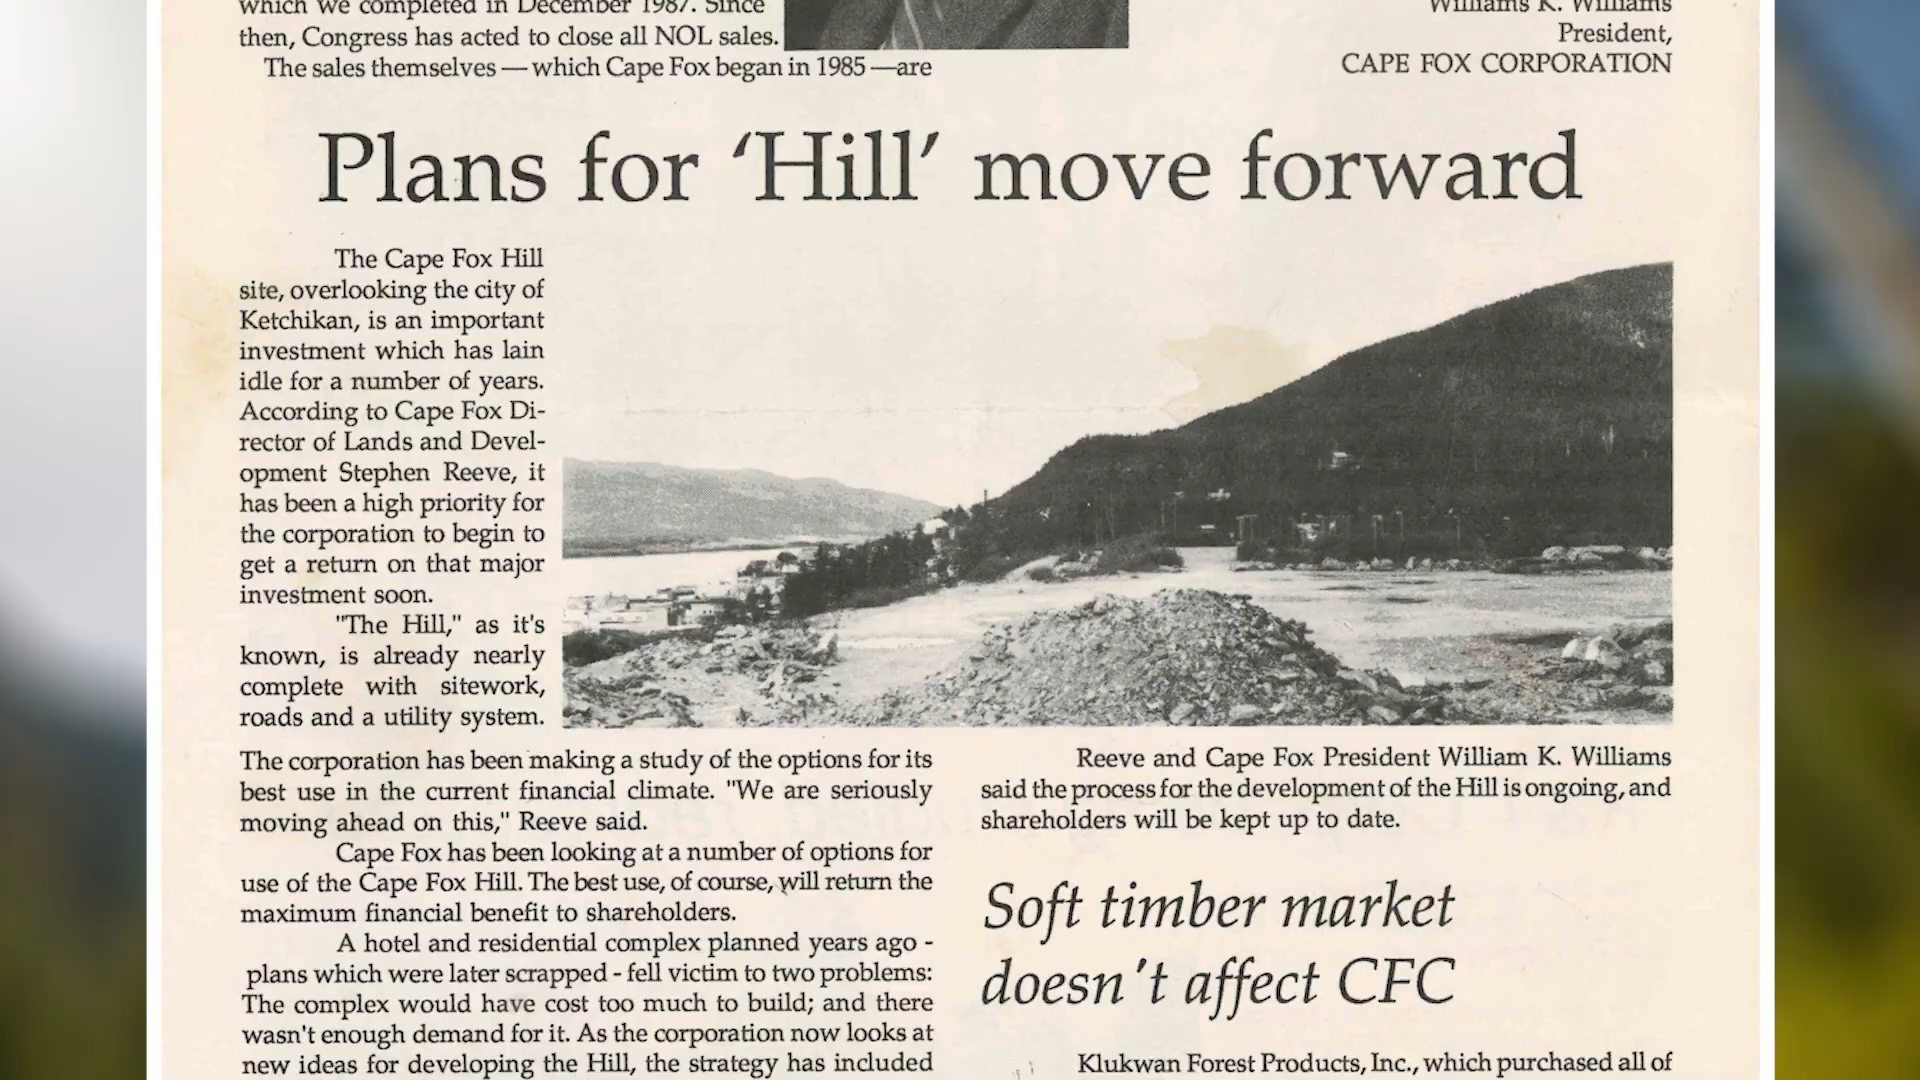 which we completed in December 1987. Since
then, Congress has acted to close all NOL sales.
The sales themselves — which Cape Fox began in 1985 —are
Williams K. Williams
President,
CAPE FOX CORPORATION
Plans for ‘Hill’ move forward
The Cape Fox Hill
site, overlooking the city of
Ketchikan, is an important
investment which has lain
idle for a number of years.
According to Cape Fox Di-
rector of Lands and Devel-
opment Stephen Reeve, it
has been a high priority for
the corporation to begin to
get a return on that major
investment soon.
"The Hill," as it's
known, is already nearly
complete with sitework,
roads and a utility system.
The corporation has been making a study of the options for its
best use in the current financial climate. "We are seriously
moving ahead on this," Reeve said.
Cape Fox has been looking at a number of options for
use of the Cape Fox Hill. The best use, of course, will return the
maximum financial benefit to shareholders.
A hotel and residential complex planned years ago -
plans which were later scrapped - fell victim to two problems:
The complex would have cost too much to build; and there
wasn't enough demand for it. As the corporation now looks at
new ideas for developing the Hill, the strategy has included
Reeve and Cape Fox President William K. Williams
said the process for the development of the Hill is ongoing, and
shareholders will be kept up to date.
Soft timber market
doesn't affect CFC
Klukwan Forest Products, Inc., which purchased all of